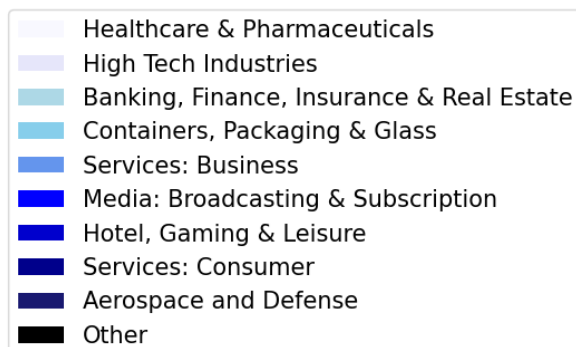 Healthcare & Pharmaceuticals
High Tech Industries
Banking, Finance, Insurance & Real Estate
Containers, Packaging & Glass
Services: Business
Media: Broadcasting & Subscription
Hotel, Gaming & Leisure
Services: Consumer
Aerospace and Defense
Other